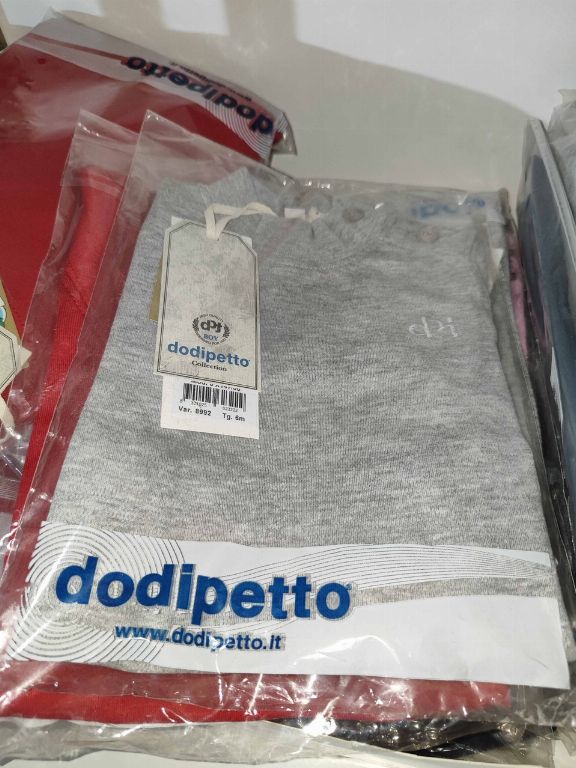 dodipetto
dpi
BOY
dodipetto
Collection
Var. 8992 Tg. 6m
dpi
dodipetto
www.dodipetto.it